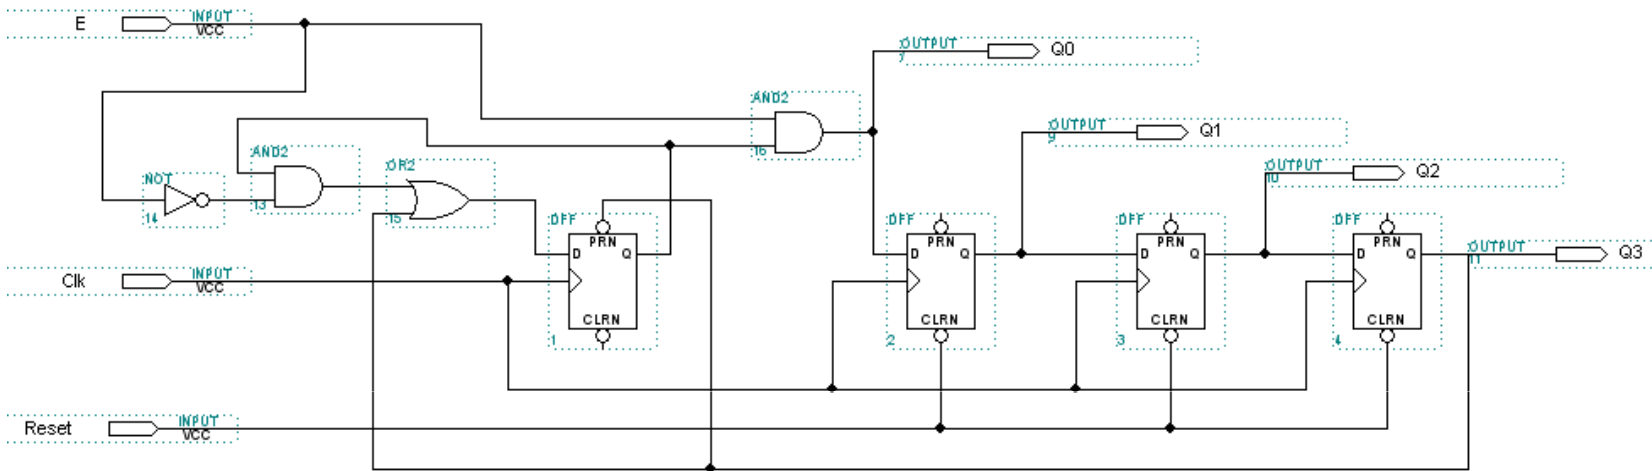 E
INPUT
VCC
OUTPUT
7
Q0
AND2
16
OUTPUT
9
Q1
AND2
13
OR2
15
OUTPUT
10
Q2
NOT
14
DFF
PRN
D
Q
CLRN
1
DFF
PRN
D
Q
CLRN
2
DFF
PRN
D
Q
CLRN
3
DFF
PRN
D
Q
CLRN
4
OUTPUT
11
Q3
Clk
INPUT
VCC
Reset
INPUT
VCC